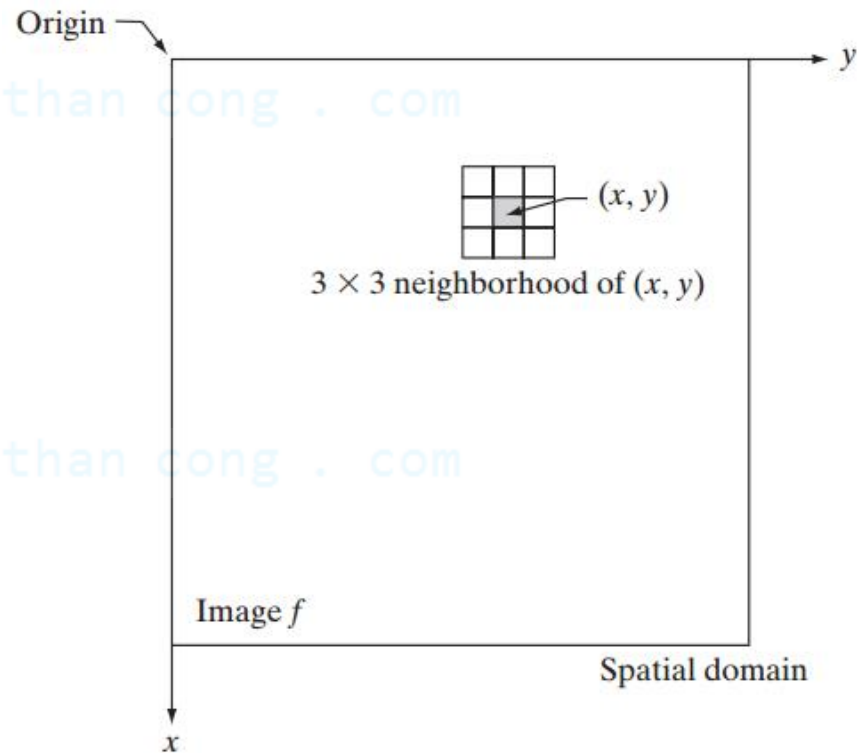 Origin
y
than cong . com
(x, y)
3 × 3 neighborhood of (x, y)
than cong . com
Image f
Spatial domain
x